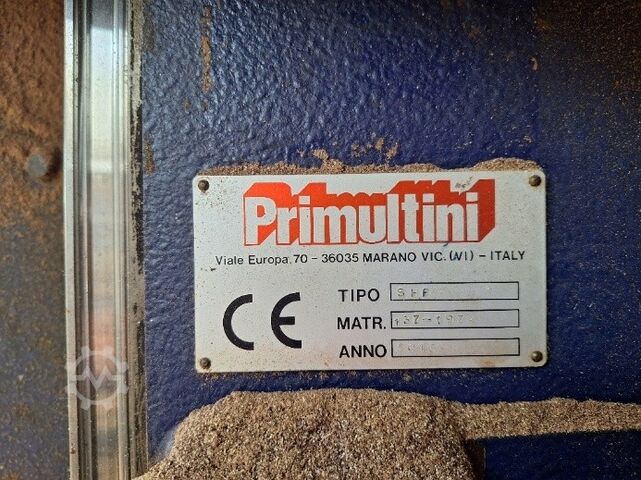 Primultini
Viale Europa, 70 - 36035 MARANO VIC. (VI) - ITALY
CE
TIPO
MATR.
ANNO